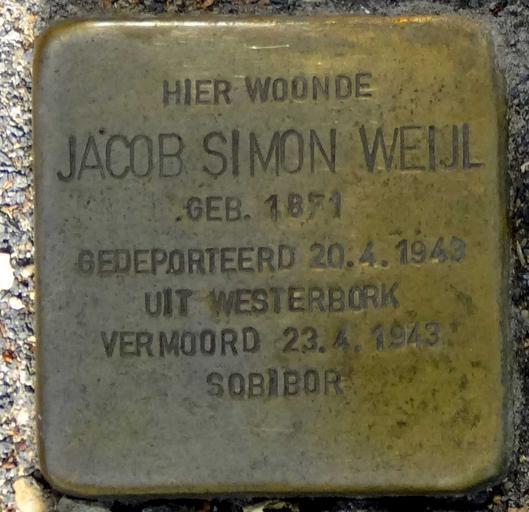 HIER WOONDE
JACOB SIMON WEIJL
GEB. 1871
GEDEPORTEERD 20.4.1943
UIT WESTERBORK
VERMOORD 23.4.1943
SOBIBOR